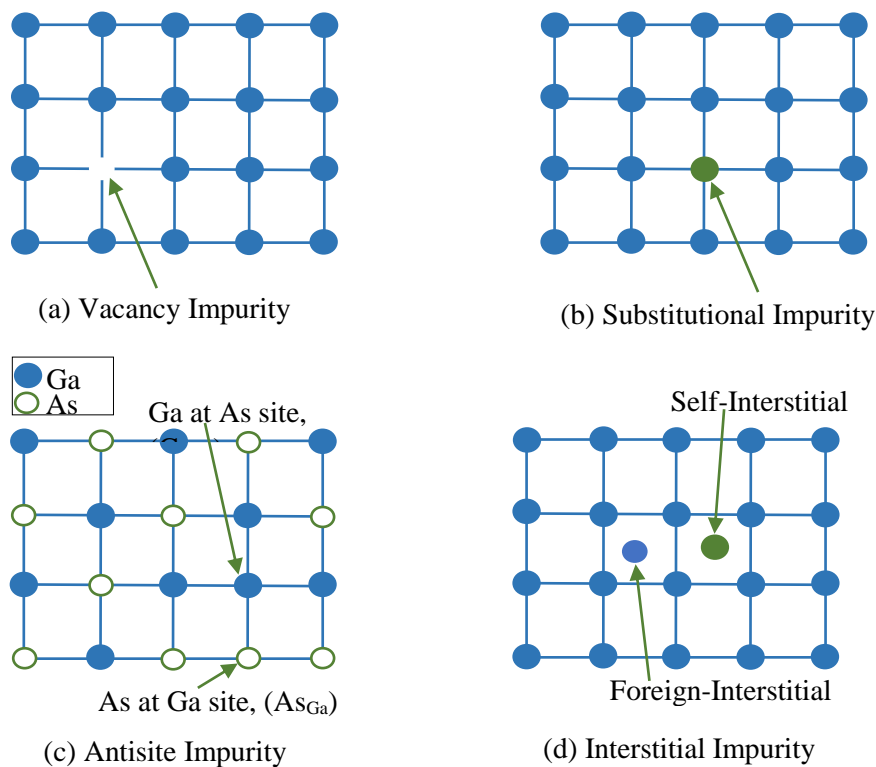 (a) Vacancy Impurity
(b) Substitutional Impurity
Ga
As
Ga at As site,
As at Ga site, (AsGa)
(c) Antisite Impurity
Self-Interstitial
Foreign-Interstitial
(d) Interstitial Impurity